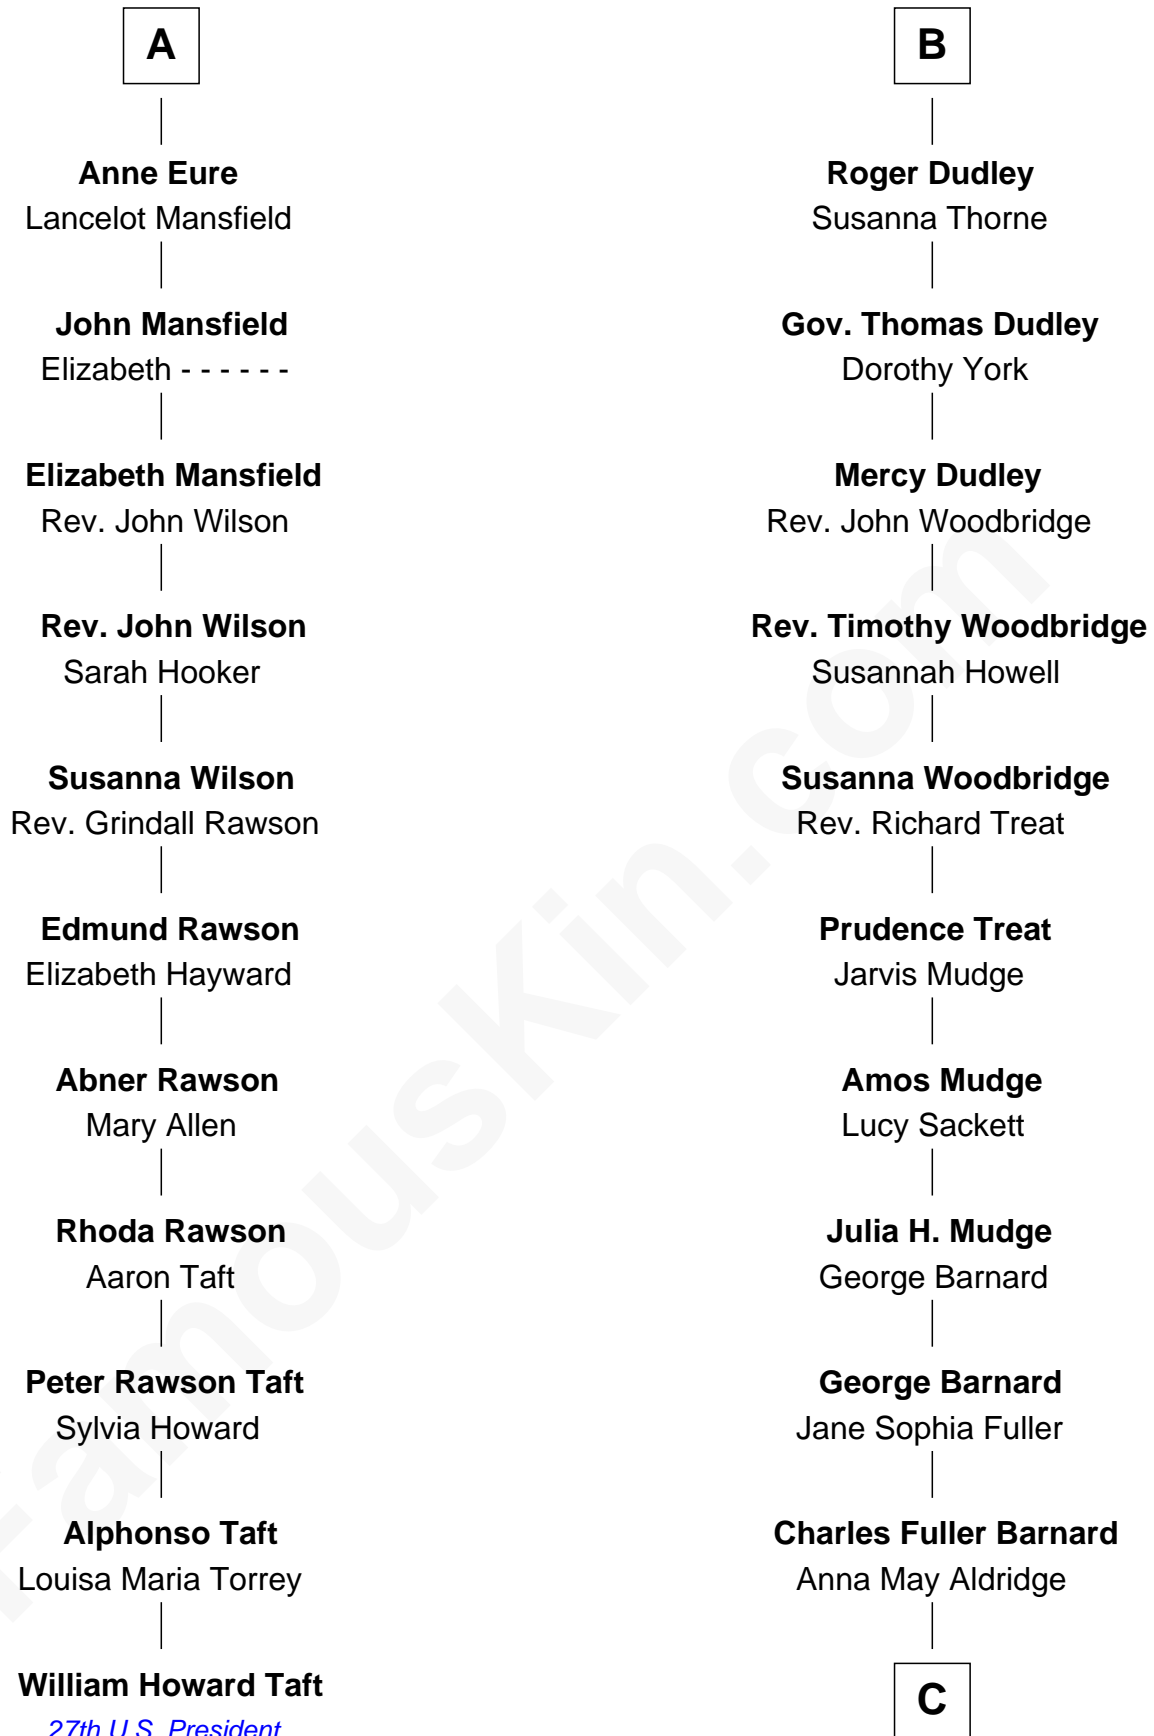 A
Anne Eure
Lancelot Mansfield
John Mansfield
Elizabeth - - - - - -
Elizabeth Mansfield
Rev. John Wilson
Rev. John Wilson
Sarah Hooker
Susanna Wilson
Rev. Grindall Rawson
Edmund Rawson
Elizabeth Hayward
Abner Rawson
Mary Allen
Rhoda Rawson
Aaron Taft
Peter Rawson Taft
Sylvia Howard
Alphonso Taft
Louisa Maria Torrey
William Howard Taft
27th U.S. President
B
Roger Dudley
Susanna Thorne
Gov. Thomas Dudley
Dorothy York
Mercy Dudley
Rev. John Woodbridge
Rev. Timothy Woodbridge
Susannah Howell
Susanna Woodbridge
Rev. Richard Treat
Prudence Treat
Jarvis Mudge
Amos Mudge
Lucy Sackett
Julia H. Mudge
George Barnard
George Barnard
Jane Sophia Fuller
Charles Fuller Barnard
Anna May Aldridge
C
FamousKin.com